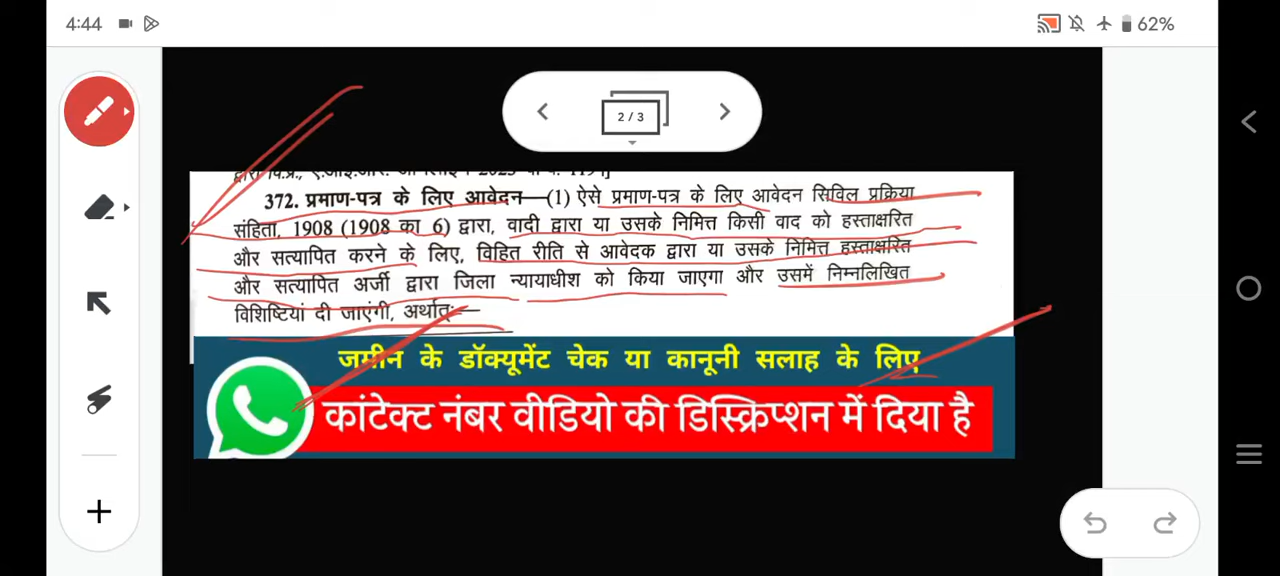 4:44
62%
2 / 3
372. प्रमाण-पत्र के लिए आवेदन—(1) ऐसे प्रमाण-पत्र के लिए आवेदन सिविल प्रक्रिया
संहिता, 1908 (1908 का 6) द्वारा, वादी द्वारा या उसके निमित्त किसी वाद को हस्ताक्षरित
और सत्यापित करने के लिए, विहित रीति से आवेदक द्वारा या उसके निमित्त हस्ताक्षरित
और सत्यापित अर्जी द्वारा जिला न्यायाधीश को किया जाएगा और उसमें निम्नलिखित
विशिष्टियां दी जाएंगी, अर्थात्:—
जमीन के डॉक्यूमेंट चेक या कानूनी सलाह के लिए
कांटेक्ट नंबर वीडियो की डिस्क्रिप्शन में दिया है